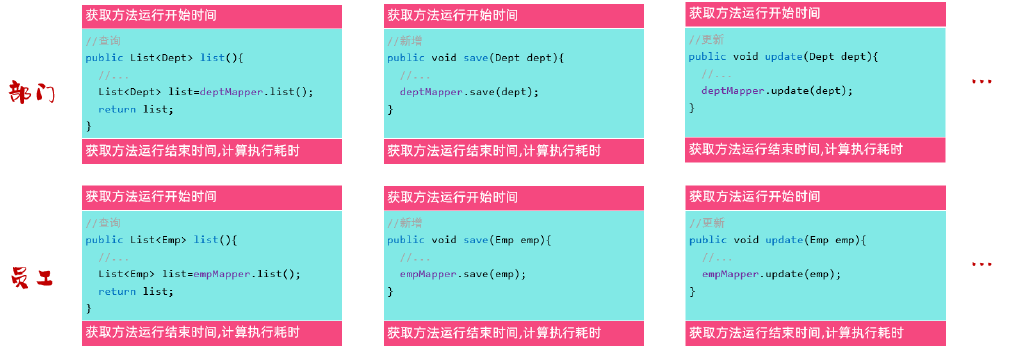 部门
获取方法运行开始时间
//查询
public List<Dept> list(){
//...
List<Dept> list=deptMapper.list();
return list;
}
获取方法运行结束时间,计算执行耗时
获取方法运行开始时间
//新增
public void save(Dept dept){
//...
deptMapper.save(dept);
}
获取方法运行结束时间,计算执行耗时
获取方法运行开始时间
//更新
public void update(Dept dept){
//...
deptMapper.update(dept);
}
获取方法运行结束时间,计算执行耗时
...
员工
获取方法运行开始时间
//查询
public List<Emp> list(){
//...
List<Emp> list=empMapper.list();
return list;
}
获取方法运行结束时间,计算执行耗时
获取方法运行开始时间
//新增
public void save(Emp emp){
//...
empMapper.save(emp);
}
获取方法运行结束时间,计算执行耗时
获取方法运行开始时间
//更新
public void update(Emp emp){
//...
empMapper.update(emp);
}
获取方法运行结束时间,计算执行耗时
...